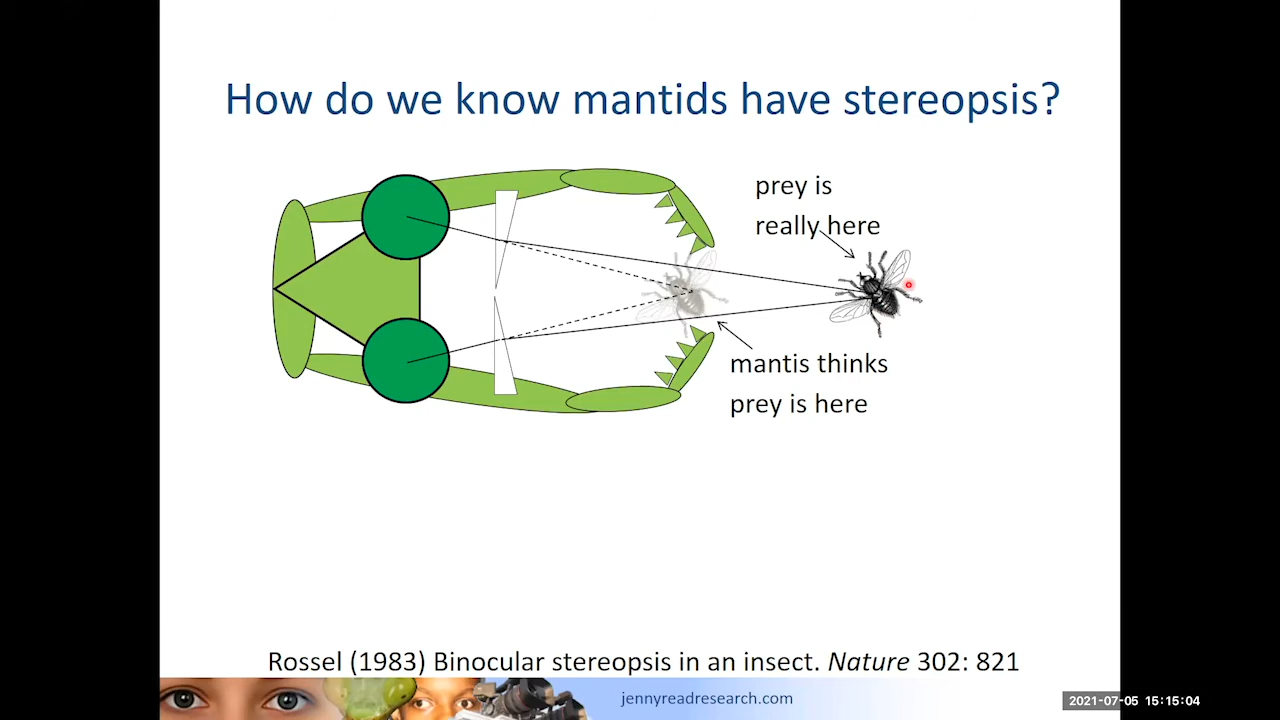 How do we know mantids have stereopsis?
prey is
really here
mantis thinks
prey is here
Rossel (1983) Binocular stereopsis in an insect. Nature 302: 821
jennyreadresearch.com
2021-07-05 15:15:04